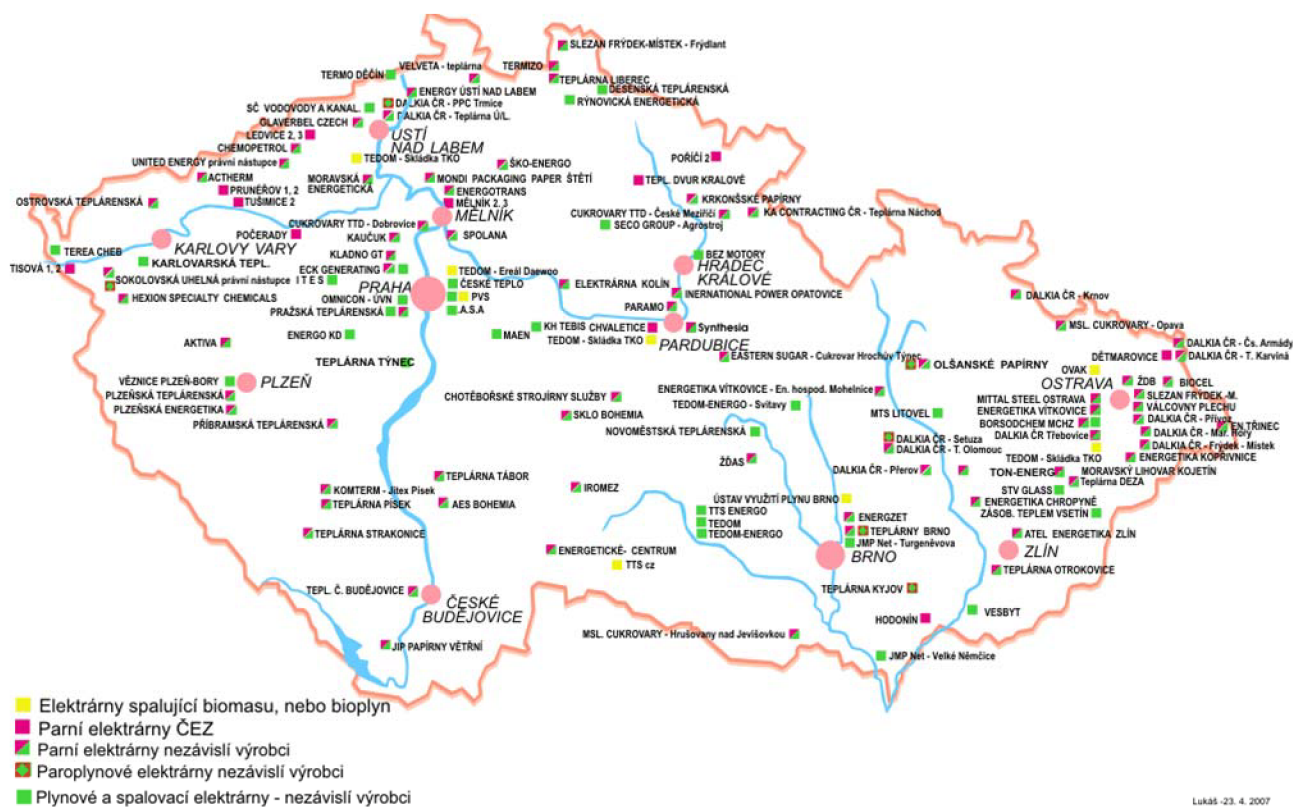 SLEZAN FRÝDEK-MÍSTEK - Frýdlant
VELVETA - teplárna
TERMIZO
TERMO DĚČÍN
TEPLÁRNA LIBEREC
DESENSKÁ TEPLÁRENSKÁ
ENERGY ÚSTÍ NAD LABEM
RÝNOVICKÁ ENERGETICKÁ
SČ VODOVODY A KANAL.
DALKIA ČR - PPC Trmice
GLAVERBEL CZECH
DALKIA ČR - Teplárna Ú/L.
LEDVICE 2, 3
ÚSTÍ
NAD LABEM
CHEMOPETROL
TEDOM - Skládka TKO
UNITED ENERGY právní nástupce
ŠKO-ENERGO
POŘÍČÍ 2
ACTHERM
MORAVSKÁ
ENERGETICKÁ
MONDI PACKAGING PAPER ŠTĚTÍ
TEPL. DVUR KRALOVÉ
PRUNÉŘOV 1, 2
ENERGOTRANS
KRKONŠSKÉ PAPÍRNY
OSTROVSKÁ TEPLÁRENSKÁ
TUŠIMICE 2
MĚLNÍK 2, 3
MĚLNÍK
CUKROVARY TTD - České Meziříčí
KA CONTRACTING ČR - Teplárna Náchod
CUKROVARY TTD - Dobrovice
SECO GROUP - Agrostroj
POČERADY
KAUČUK
SPOLANA
KARLOVY VARY
TEREA CHEB
KLADNO GT
BEZ MOTORY
KARLOVARSKÁ TEPL.
HRADEC
KRÁLOVÉ
TISOVÁ 1, 2
ECK GENERATING
TEDOM - Ereál Daewoo
SOKOLOVSKÁ UHELNÁ právní nástupce I T E S
PRAHA
ČESKÉ TEPLO
ELEKTRÁRNA KOLÍN
HEXION SPECIALTY CHEMICALS
OMNICON - ÚVN
PVS
INERNATIONAL POWER OPATOVICE
DALKIA ČR - Krnov
PRAŽSKÁ TEPLÁRENSKÁ
.A.S.A
PARAMO
ENERGO KD
MAEN
KH TEBIS
CHVALETICE
Synthesia
MSL. CUKROVARY - Opava
AKTIVA
TEDOM - Skládka TKO
PARDUBICE
DALKIA ČR - Čs. Armády
TEPLÁRNA TÝNEC
EASTERN SUGAR - Cukrovar Hrochův Týnec
OLŠANSKÉ PAPÍRNY
DĚTMAROVICE
DALKIA ČR - T. Karviná
OVAK
VĚZNICE PLZEŇ-BORY
PLZEŇ
OSTRAVA
ŽDB
BIOCEL
PLZEŇSKÁ TEPLÁRENSKÁ
CHOTĚBOŘSKÉ STROJÍRNY SLUŽBY
ENERGETIKA VÍTKOVICE - En. hospod. Mohelnice
SLEZAN FRÝDEK -M.
MITTAL STEEL OSTRAVA
PLZEŇSKÁ ENERGETIKA
TEDOM-ENERGO - Svitavy
VÁLCOVNY PLECHU
ENERGETIKA VÍTKOVICE
SKLO BOHEMIA
MTS LITOVEL
DALKIA ČR - Přívoz
PŘÍBRAMSKÁ TEPLÁRENSKÁ
BORSODCHEM MCHZ
EN.TŘINEC
NOVOMĚSTSKÁ TEPLÁRENSKÁ
DALKIA ČR - Setuza
DALKIA ČR Třebovice
DALKIA ČR - Mar. Hory
DALKIA ČR - T. Olomouc
DALKIA ČR - Frýdek - Místek
ŽĎAS
TEDOM - Skládka TKO
ENERGETIKA KOPŘIVNICE
TEPLÁRNA TÁBOR
DALKIA ČR - Přerov
TON-ENERG
MORAVSKÝ LIHOVAR KOJETÍN
Teplárna DEZA
KOMTERM - Jitex Písek
IROMEZ
STV GLASS
TEPLÁRNA PÍSEK
AES BOHEMIA
ÚSTAV VYUŽITÍ PLYNU BRNO
ENERGETIKA CHROPYNĚ
TTS ENERGO
ZÁSOB. TEPLEM VSETÍN
TEDOM
ENERGZET
TEPLÁRNA STRAKONICE
TEDOM-ENERGO
TEPLÁRNY BRNO
ATEL ENERGETIKA ZLÍN
JMP Net - Turgeněvova
ENERGETICKÉ- CENTRUM
BRNO
ZLÍN
TTS cz
TEPLÁRNA OTROKOVICE
TEPL. Č. BUDĚJOVICE
TEPLÁRNA KYJOV
ČESKÉ
BUDĚJOVICE
VESBYT
HODONÍN
MSL. CUKROVARY - Hrušovany nad Jevišovkou
JIP PAPÍRNY VĚTŘNÍ
JMP Net - Velké Němčice
Elektrárny spalující biomasu, nebo bioplyn
Parní elektrárny ČEZ
Parní elektrárny nezávislí výrobci
Paroplynové elektrárny nezávislí výrobci
Plynové a spalovací elektrárny - nezávislí výrobci
Lukáš -23. 4. 2007